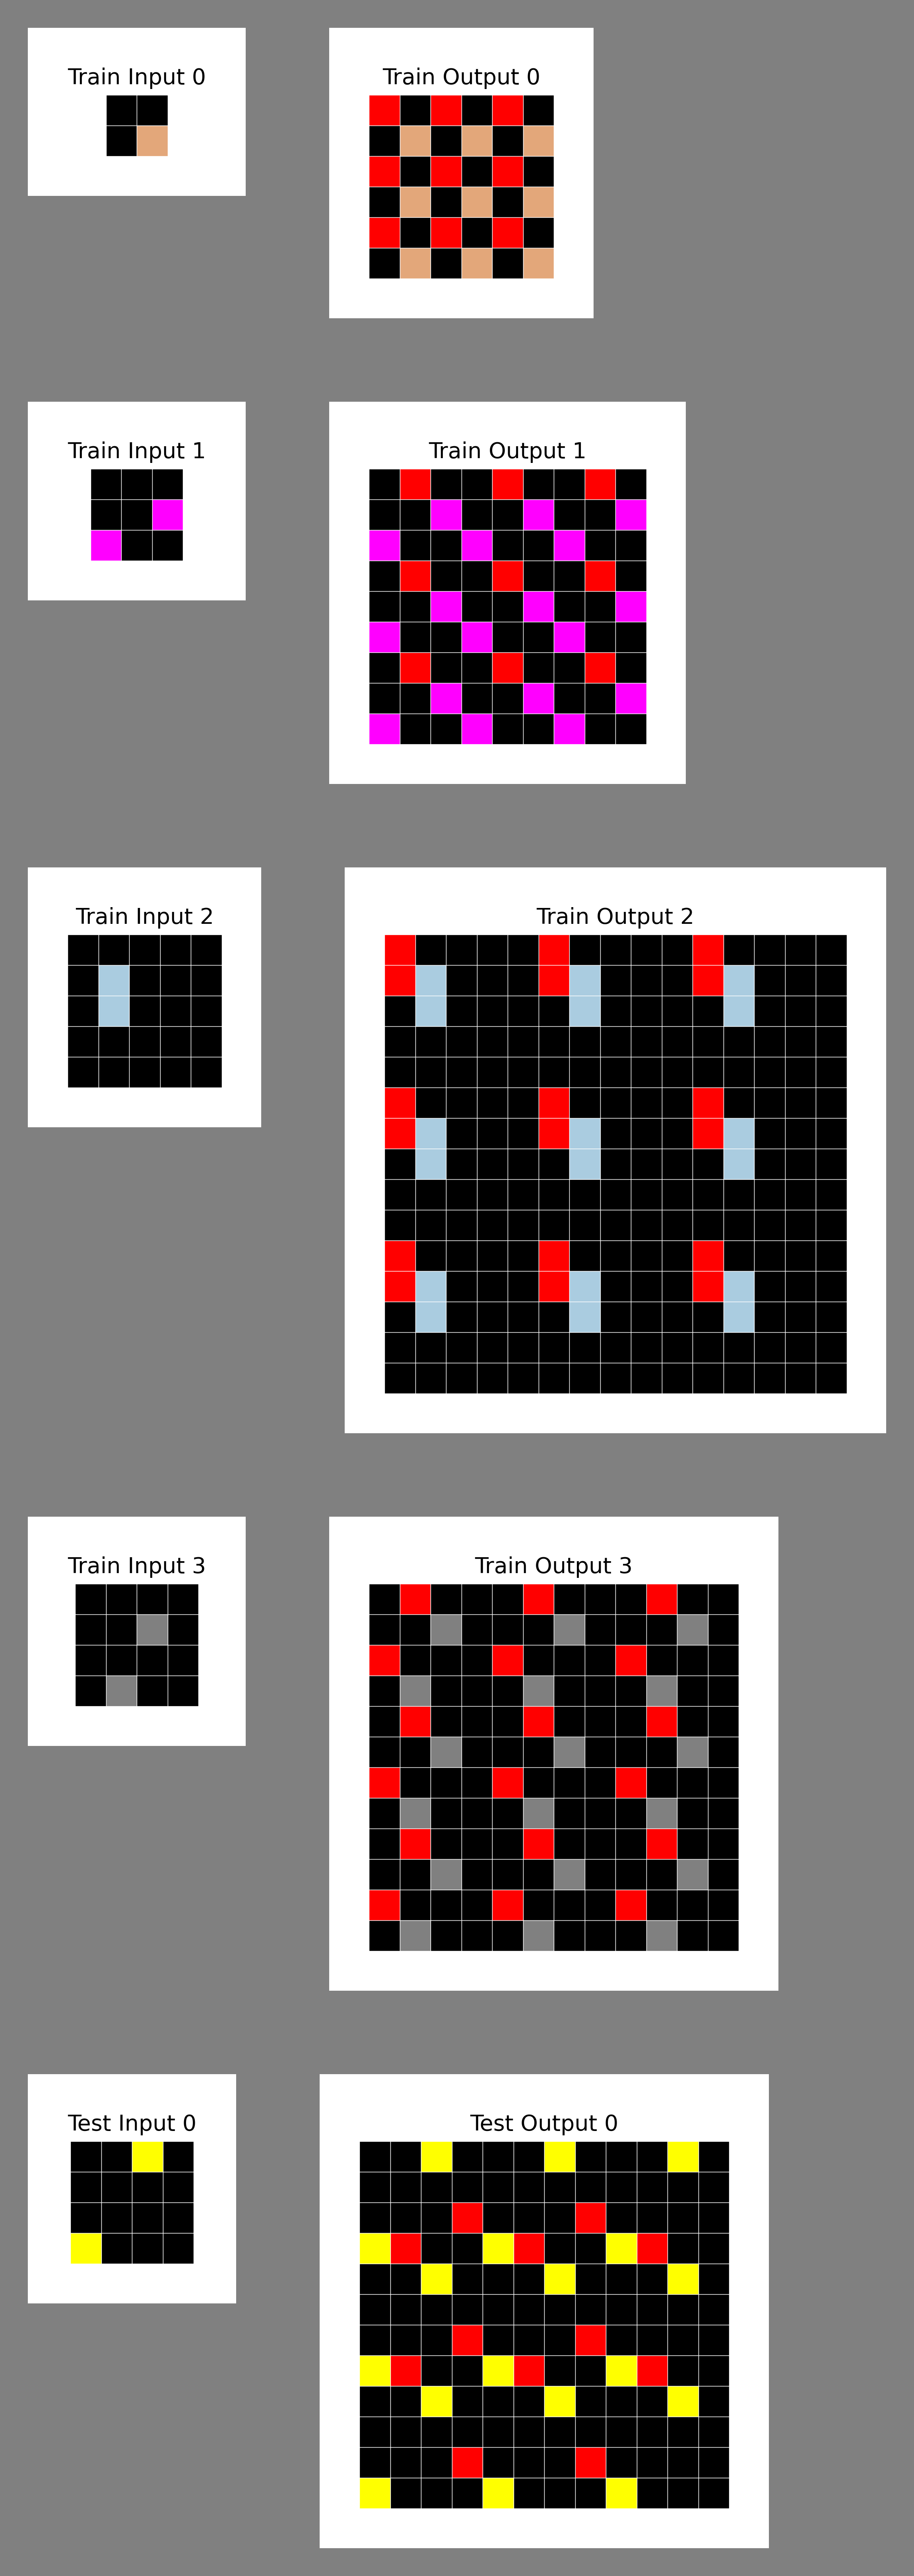 Train Input 0
Train Output 0
Train Input 1
Train Output 1
Train Input 2
Train Output 2
Train Input 3
Train Output 3
Test Input 0
Test Output 0